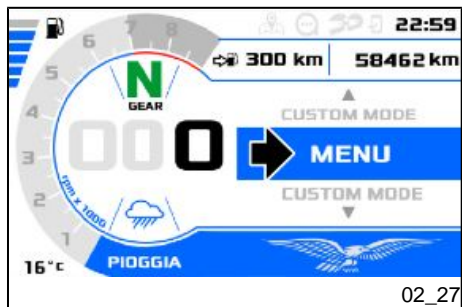 22:59
300 km
58462 km
8
7
6
5
4
3
2
1
rpm x 1000
N
GEAR
000
CUSTOM MODE
MENU
CUSTOM MODE
16°c
PIOGGIA
02_27